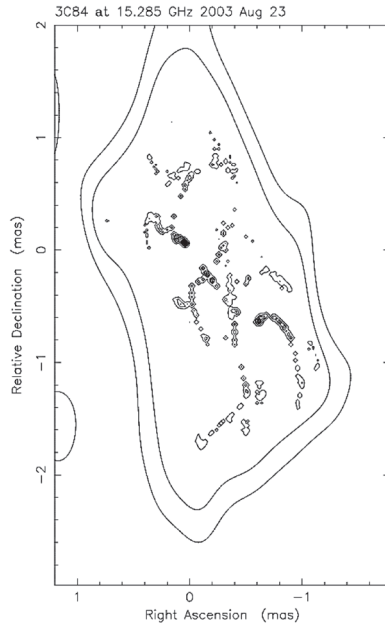 3C84 at 15.285 GHz 2003 Aug 23
2
1
0
−1
−2
Relative Declination (mas)
1 0 −1
Right Ascension (mas)